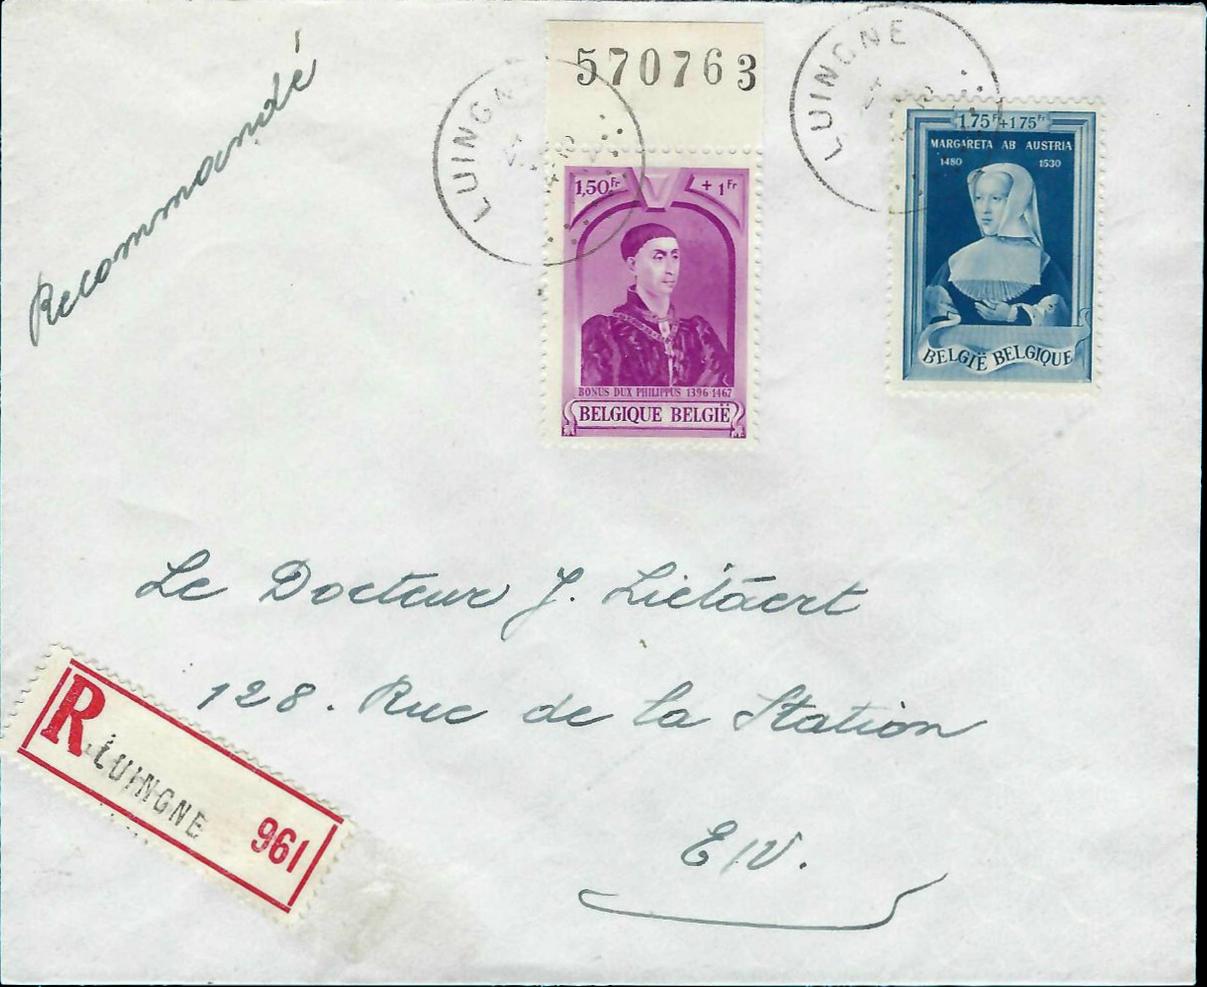 Recommandé
570763
LUINGNE
LUINGNE
1,50Fr +1Fr
BONUS DUX PHILIPPUS 1396-1467
BELGIQUE BELGIË
1,75Fr+1,75Fr
MARGARETA AB AUSTRIA
1480 1530
BELGIË BELGIQUE
Le Docteur J. Liétaert
128. Rue de la Station
E/V.
R
LUINGNE
961